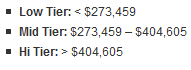 ▪ Low Tier: < $273,459
▪ Mid Tier: $273,459 – $404,605
▪ Hi Tier: > $404,605